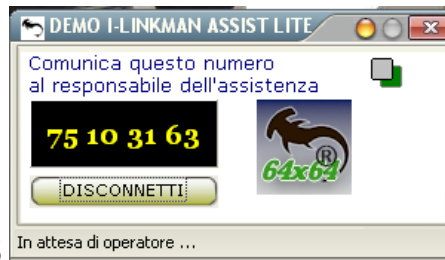 DEMO I-LINKMAN ASSIST LITE
Comunica questo numero
al responsabile dell'assistenza
75 10 31 63
64x64
®
DISCONNETTI
In attesa di operatore ...